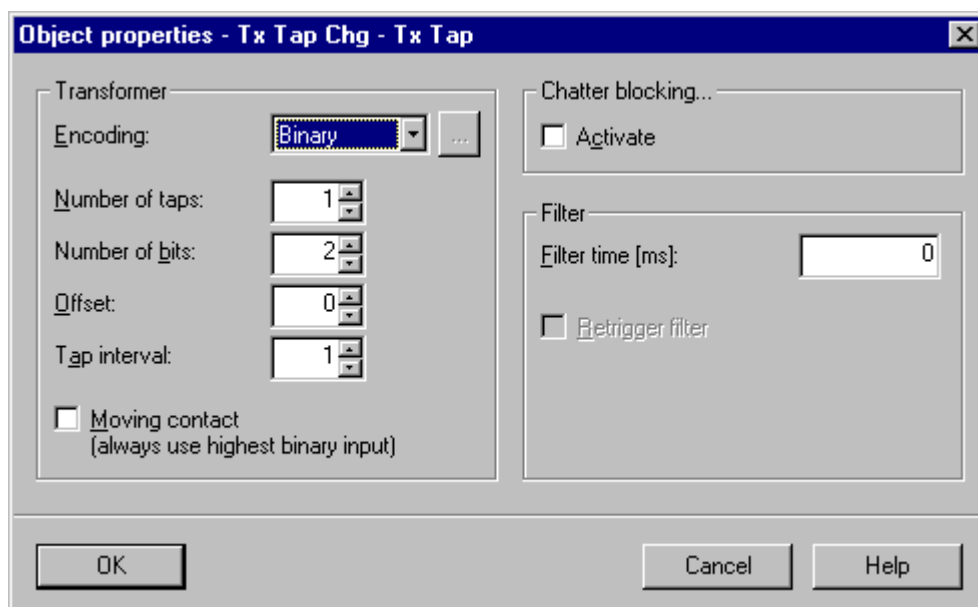 Object properties - Tx Tap Chg - Tx Tap
Transformer
Encoding: Binary ...
Number of taps: 1
Number of bits: 2
Offset: 0
Tap interval: 1
Moving contact
(always use highest binary input)
Chatter blocking...
Activate
Filter
Filter time [ms]: 0
Retrigger filter
OK Cancel Help